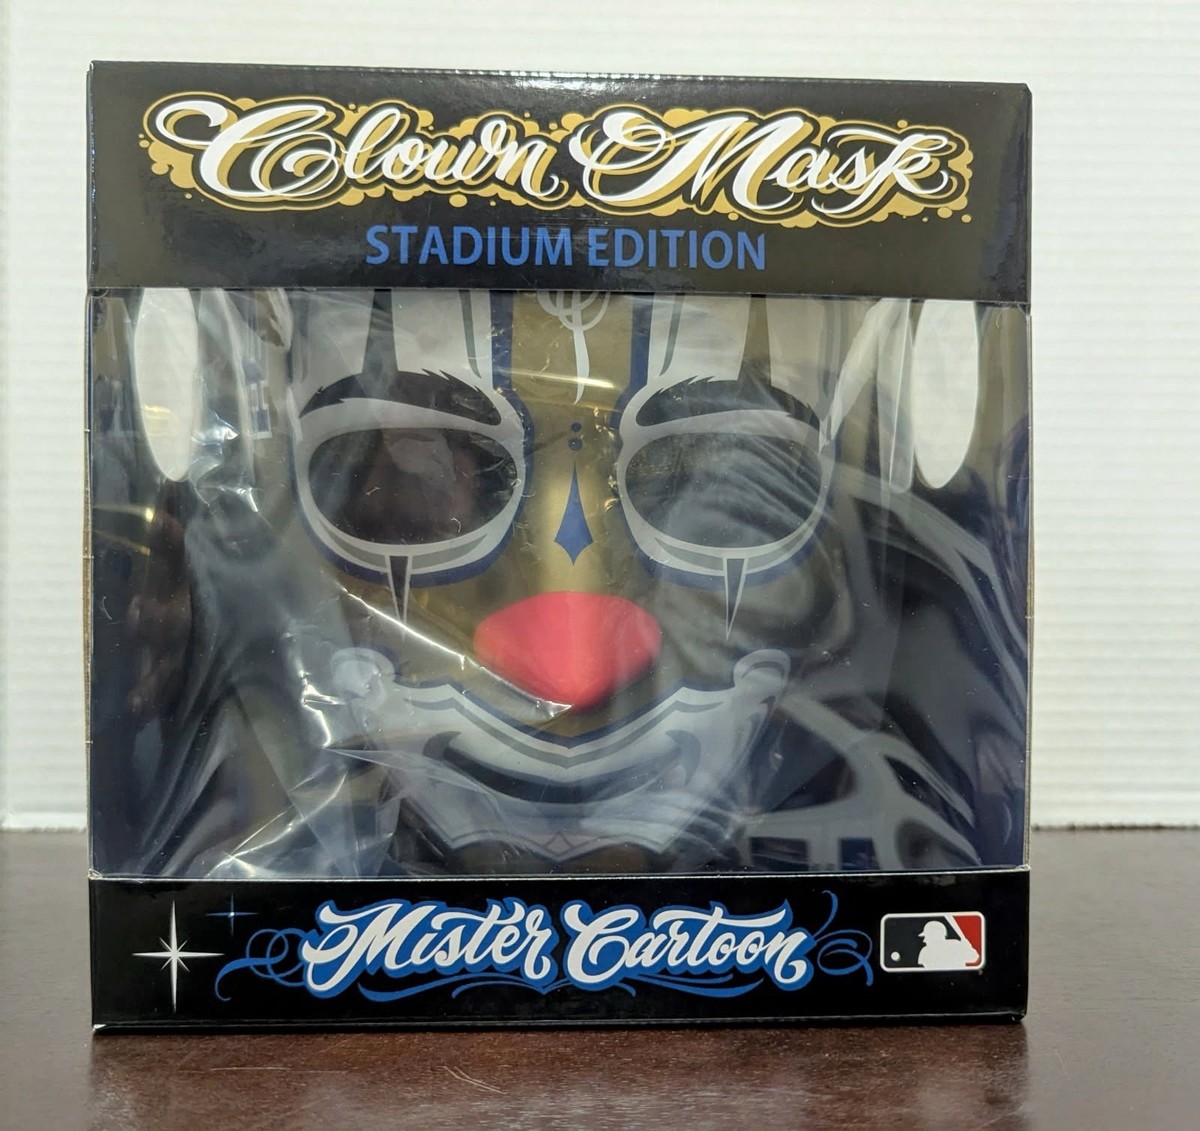 Clown Mask
STADIUM EDITION
Mister Cartoon